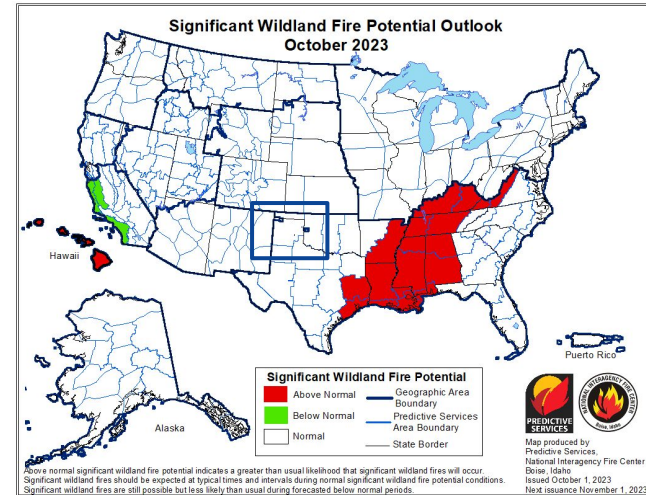 Significant Wildland Fire Potential Outlook
October 2023
Hawaii
Alaska
Puerto Rico
Significant Wildland Fire Potential
Above Normal
Below Normal
Normal
Geographic Area
Boundary
Predictive Services
Area Boundary
State Border
PREDICTIVE
SERVICES
NATIONAL INTERAGENCY FIRE CENTER
Boise, Idaho
Map produced by
Predictive Services,
National Interagency Fire Center
Boise, Idaho
Issued October 1, 2023
Next issuance November 1, 2023
Above normal significant wildland fire potential indicates a greater than usual likelihood that significant wildland fires will occur.
Significant wildland fires should be expected at typical times and intervals during normal significant wildland fire potential conditions.
Significant wildland fires are still possible but less likely than usual during forecasted below normal periods.